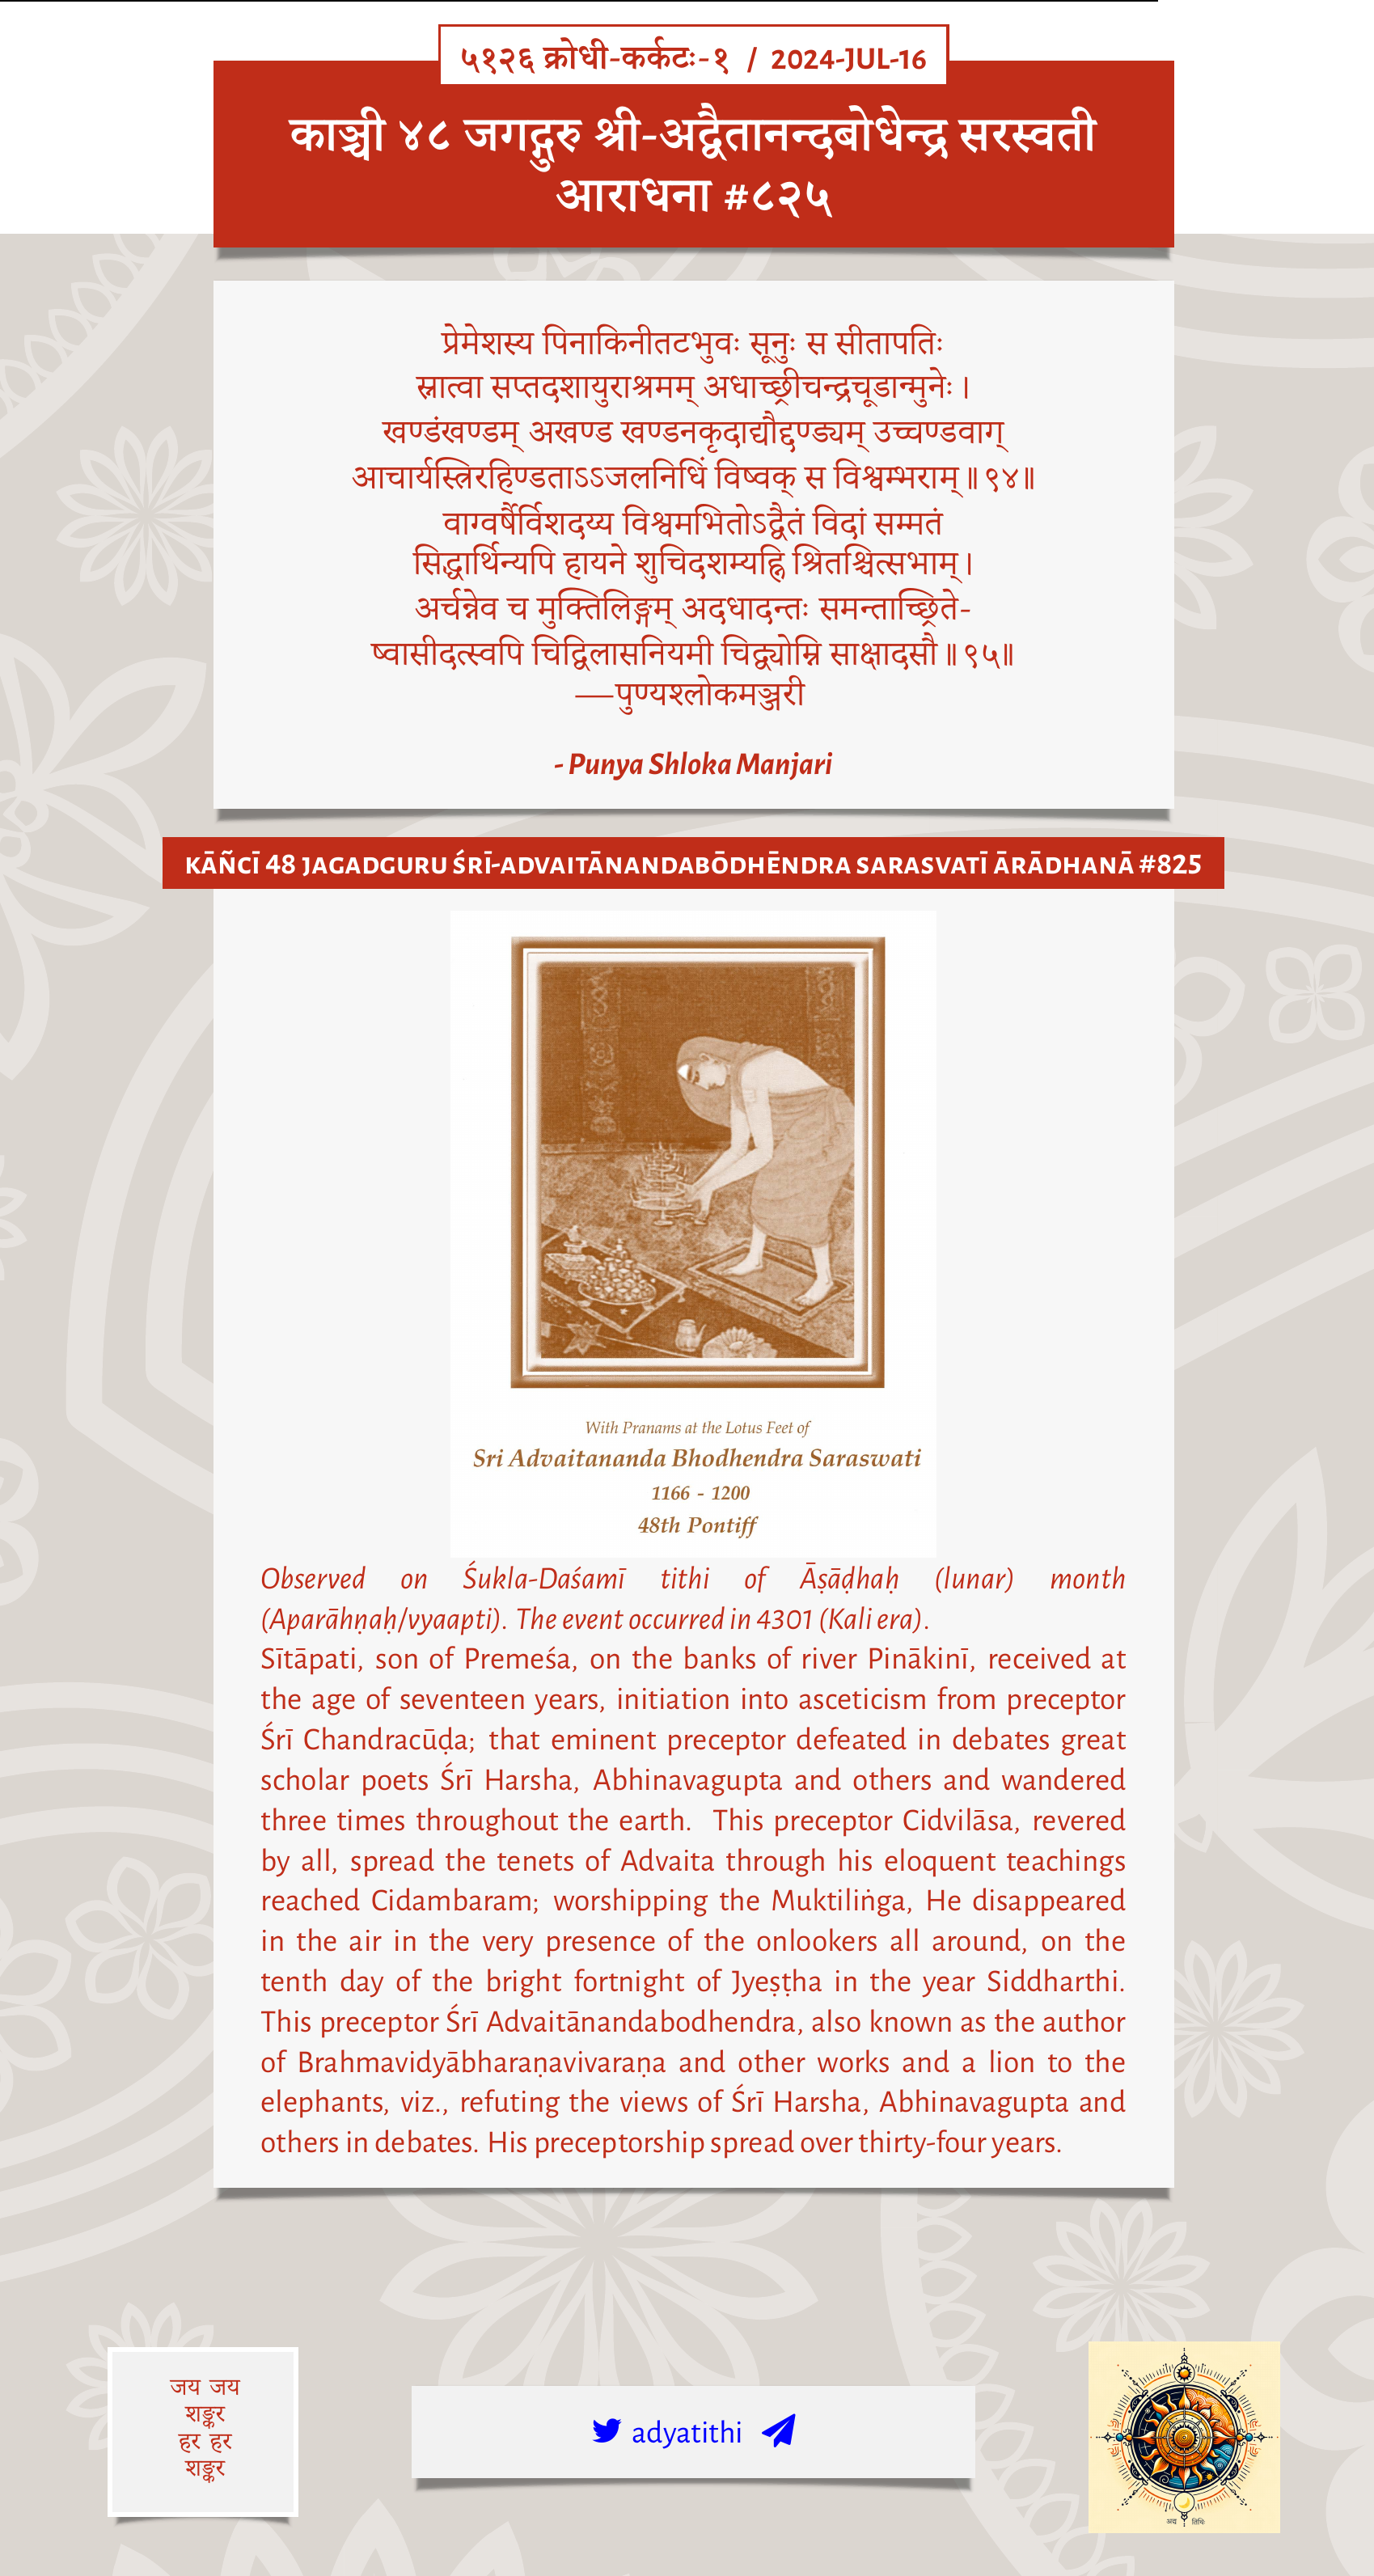 ५१२६ क्रोधी-कर्कटः-१ / 2024-JUL-16
काञ्ची ४८ जगद्गुरु श्री-अद्वैतानन्दबोधेन्द्र सरस्वती
आराधना #८२५
प्रेमेशस्य पिनाकिनीतटभुवः सूनुः स सीतापतिः
स्नात्वा सप्तदशायुराश्रमम् अधाच्छ्रीचन्द्रचूडान्मुनेः।
खण्डंखण्डम् अखण्ड खण्डनकृदाद्यौद्दण्ड्यम् उच्चण्डवाग्
आचार्यस्त्रिरहिण्डताऽऽजलनिधिं विष्वक् स विश्वम्भराम्॥९४॥
वाग्वर्षैर्विशदय्य विश्वमभितोऽद्वैतं विदां सम्मतं
सिद्धार्थिन्यपि हायने शुचिदशम्यह्नि श्रितश्चित्सभाम्।
अर्चन्नेव च मुक्तिलिङ्गम् अदधादन्तः समन्ताच्छ्रिते-
ष्वासीदत्स्वपि चिद्विलासनियमी चिद्व्योम्नि साक्षादसौ॥९५॥
—पुण्यश्लोकमञ्जरी
- Punya Shloka Manjari
KĀÑCĪ 48 JAGADGURU ŚRĪ-ADVAITĀNANDABŌDHĒNDRA SARASVATĪ ĀRĀDHANĀ #825
With Pranams at the Lotus Feet of
Sri Advaitananda Bhodhendra Saraswati
1166 - 1200
48th Pontiff
Observed on Śukla-Daśamī tithi of Āṣāḍhaḥ (lunar) month
(Aparāhṇaḥ/vyaapti). The event occurred in 4301 (Kali era).
Sītāpati, son of Premeśa, on the banks of river Pinākinī, received at
the age of seventeen years, initiation into asceticism from preceptor
Śrī Chandracūḍa; that eminent preceptor defeated in debates great
scholar poets Śrī Harsha, Abhinavagupta and others and wandered
three times throughout the earth. This preceptor Cidvilāsa, revered
by all, spread the tenets of Advaita through his eloquent teachings
reached Cidambaram; worshipping the Muktiliṅga, He disappeared
in the air in the very presence of the onlookers all around, on the
tenth day of the bright fortnight of Jyeṣṭha in the year Siddharthi.
This preceptor Śrī Advaitānandabodhendra, also known as the author
of Brahmavidyābharaṇavivaraṇa and other works and a lion to the
elephants, viz., refuting the views of Śrī Harsha, Abhinavagupta and
others in debates. His preceptorship spread over thirty-four years.
जय जय
शङ्कर
हर हर
शङ्कर
adyatithi
अद्य तिथिः